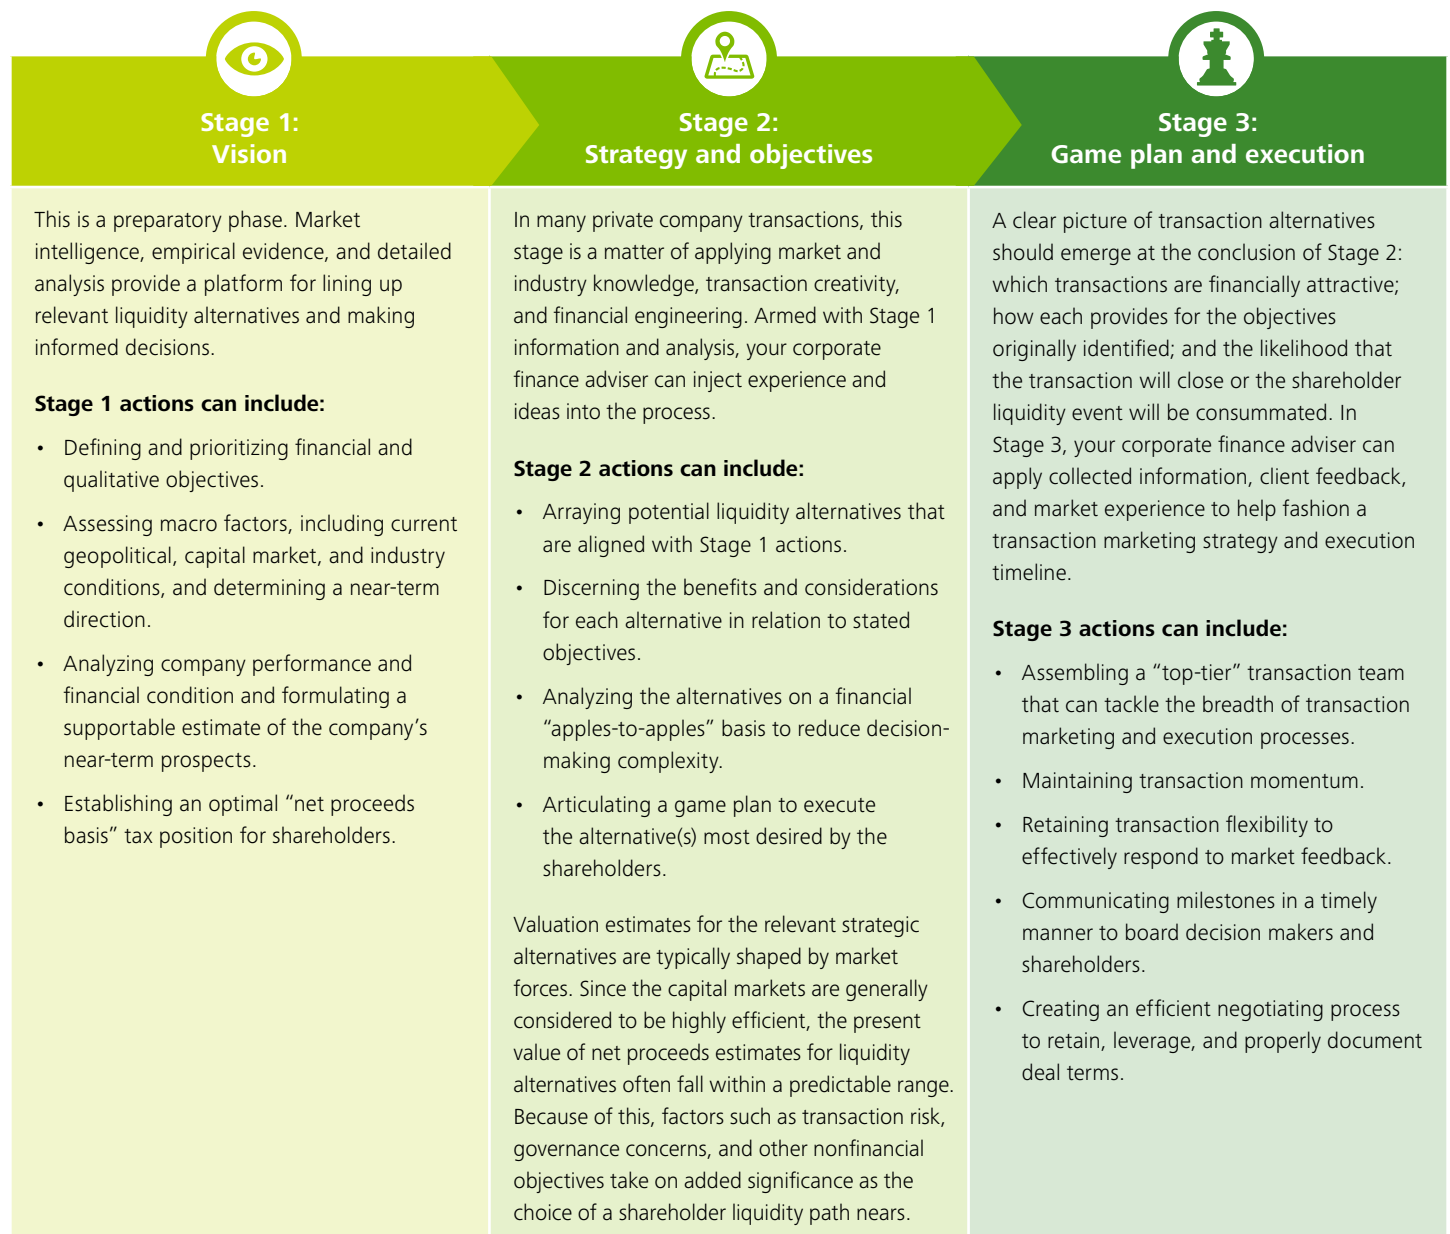 Stage 1:
Vision
This is a preparatory phase. Market
intelligence, empirical evidence, and detailed
analysis provide a platform for lining up
relevant liquidity alternatives and making
informed decisions.
Stage 1 actions can include:
• Defining and prioritizing financial and
qualitative objectives.
• Assessing macro factors, including current
geopolitical, capital market, and industry
conditions, and determining a near-term
direction.
• Analyzing company performance and
financial condition and formulating a
supportable estimate of the company’s
near-term prospects.
• Establishing an optimal “net proceeds
basis” tax position for shareholders.
Stage 2:
Strategy and objectives
In many private company transactions, this
stage is a matter of applying market and
industry knowledge, transaction creativity,
and financial engineering. Armed with Stage 1
information and analysis, your corporate
finance adviser can inject experience and
ideas into the process.
Stage 2 actions can include:
• Arraying potential liquidity alternatives that
are aligned with Stage 1 actions.
• Discerning the benefits and considerations
for each alternative in relation to stated
objectives.
• Analyzing the alternatives on a financial
“apples-to-apples” basis to reduce decision-
making complexity.
• Articulating a game plan to execute
the alternative(s) most desired by the
shareholders.
Valuation estimates for the relevant strategic
alternatives are typically shaped by market
forces. Since the capital markets are generally
considered to be highly efficient, the present
value of net proceeds estimates for liquidity
alternatives often fall within a predictable range.
Because of this, factors such as transaction risk,
governance concerns, and other nonfinancial
objectives take on added significance as the
choice of a shareholder liquidity path nears.
Stage 3:
Game plan and execution
A clear picture of transaction alternatives
should emerge at the conclusion of Stage 2:
which transactions are financially attractive;
how each provides for the objectives
originally identified; and the likelihood that
the transaction will close or the shareholder
liquidity event will be consummated. In
Stage 3, your corporate finance adviser can
apply collected information, client feedback,
and market experience to help fashion a
transaction marketing strategy and execution
timeline.
Stage 3 actions can include:
• Assembling a “top-tier” transaction team
that can tackle the breadth of transaction
marketing and execution processes.
• Maintaining transaction momentum.
• Retaining transaction flexibility to
effectively respond to market feedback.
• Communicating milestones in a timely
manner to board decision makers and
shareholders.
• Creating an efficient negotiating process
to retain, leverage, and properly document
deal terms.